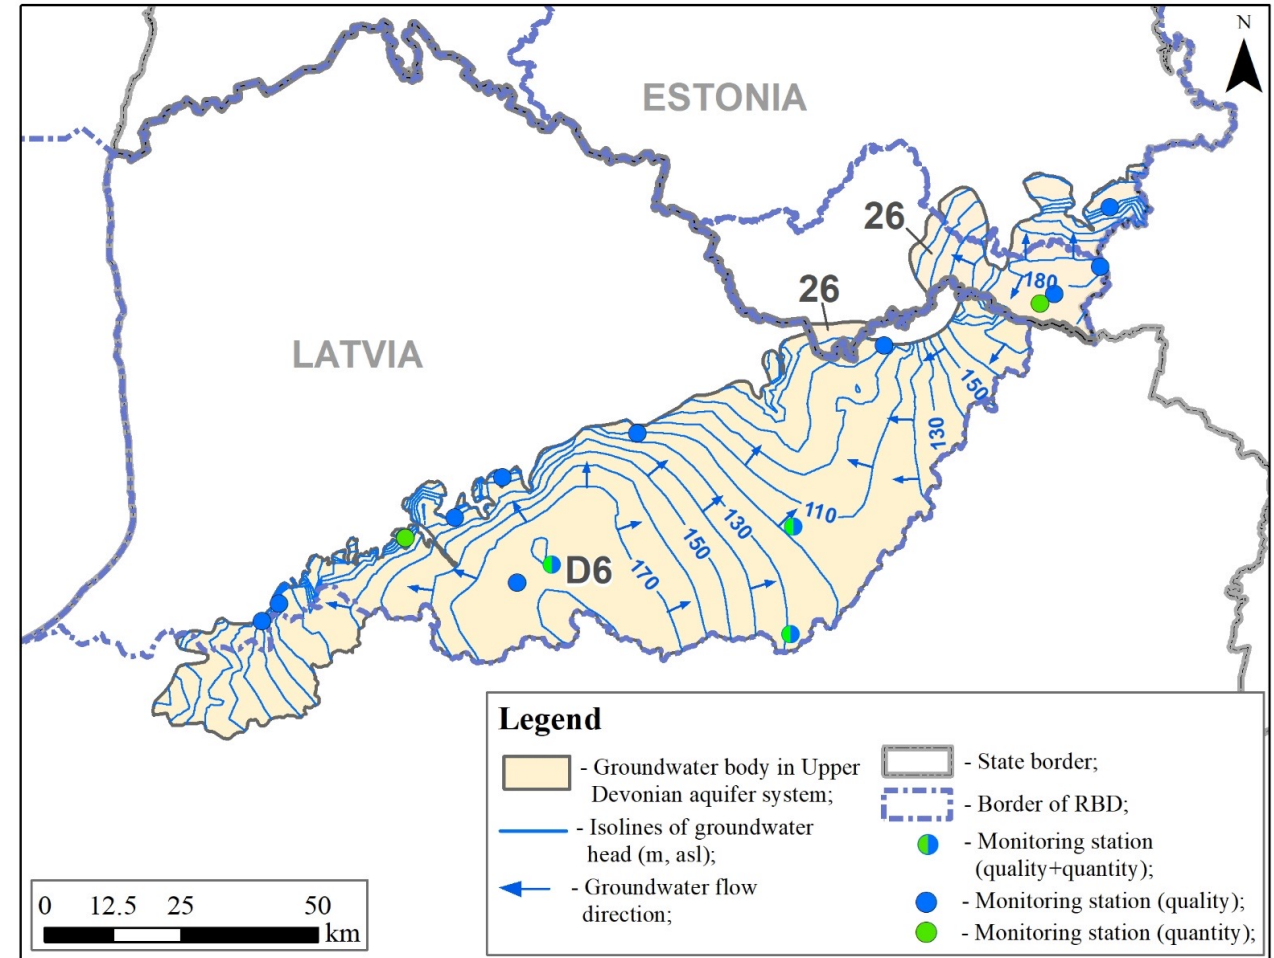 N
ESTONIA
26
26
180
LATVIA
150
130
110
130
150
170
D6
Legend
- Groundwater body in Upper
Devonian aquifer system;
- Isolines of groundwater
head (m, asl);
- Groundwater flow
direction;
- State border;
- Border of RBD;
- Monitoring station
(quality+quantity);
- Monitoring station (quality);
- Monitoring station (quantity);
0 12.5 25 50
km